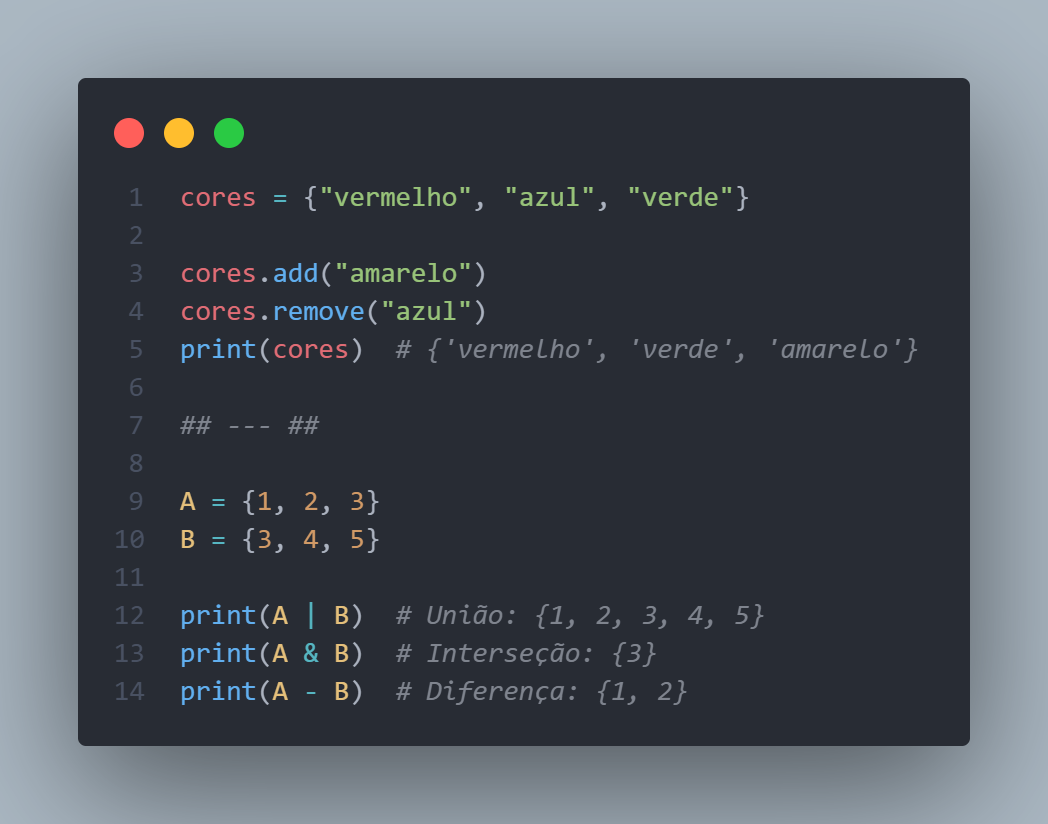 1 cores = {"vermelho", "azul", "verde"}
2
3 cores.add("amarelo")
4 cores.remove("azul")
5 print(cores)  # {'vermelho', 'verde', 'amarelo'}
6
7 ## --- ##
8
9 A = {1, 2, 3}
10 B = {3, 4, 5}
11
12 print(A | B)  # União: {1, 2, 3, 4, 5}
13 print(A & B)  # Interseção: {3}
14 print(A - B)  # Diferença: {1, 2}